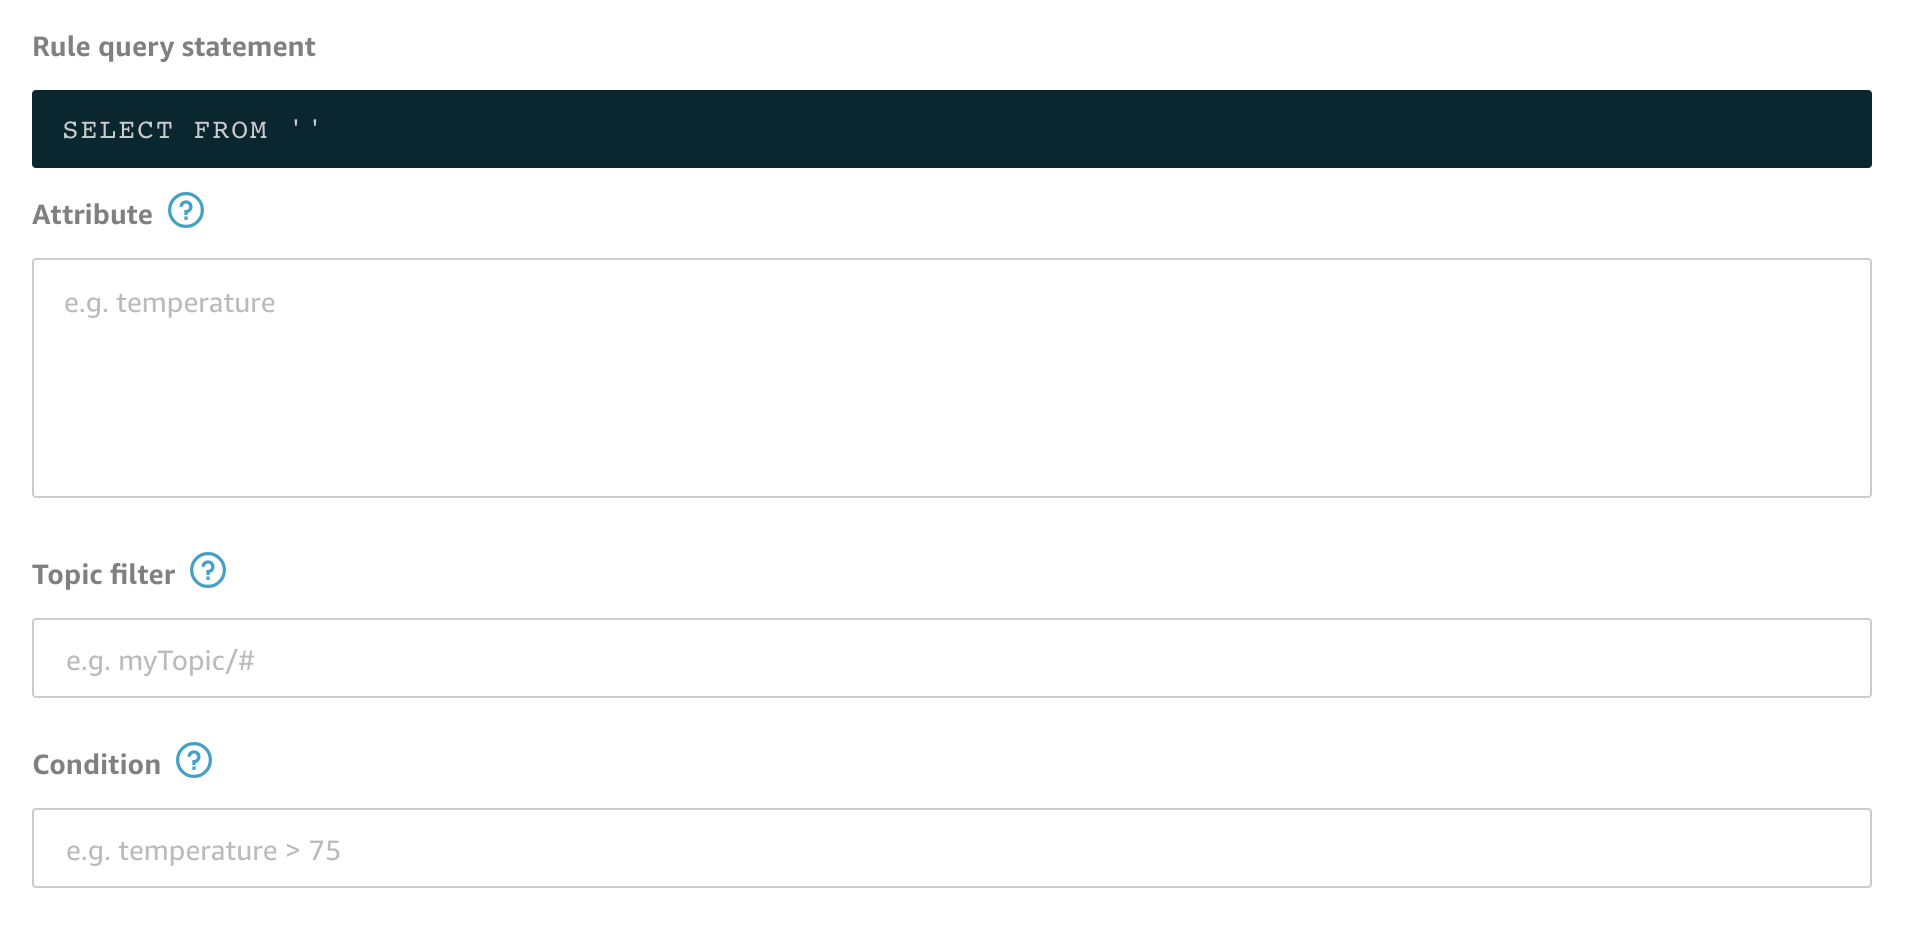 Rule query statement
SELECT FROM ''
Attribute ?
e.g. temperature
Topic filter ?
e.g. myTopic/#
Condition ?
e.g. temperature > 75